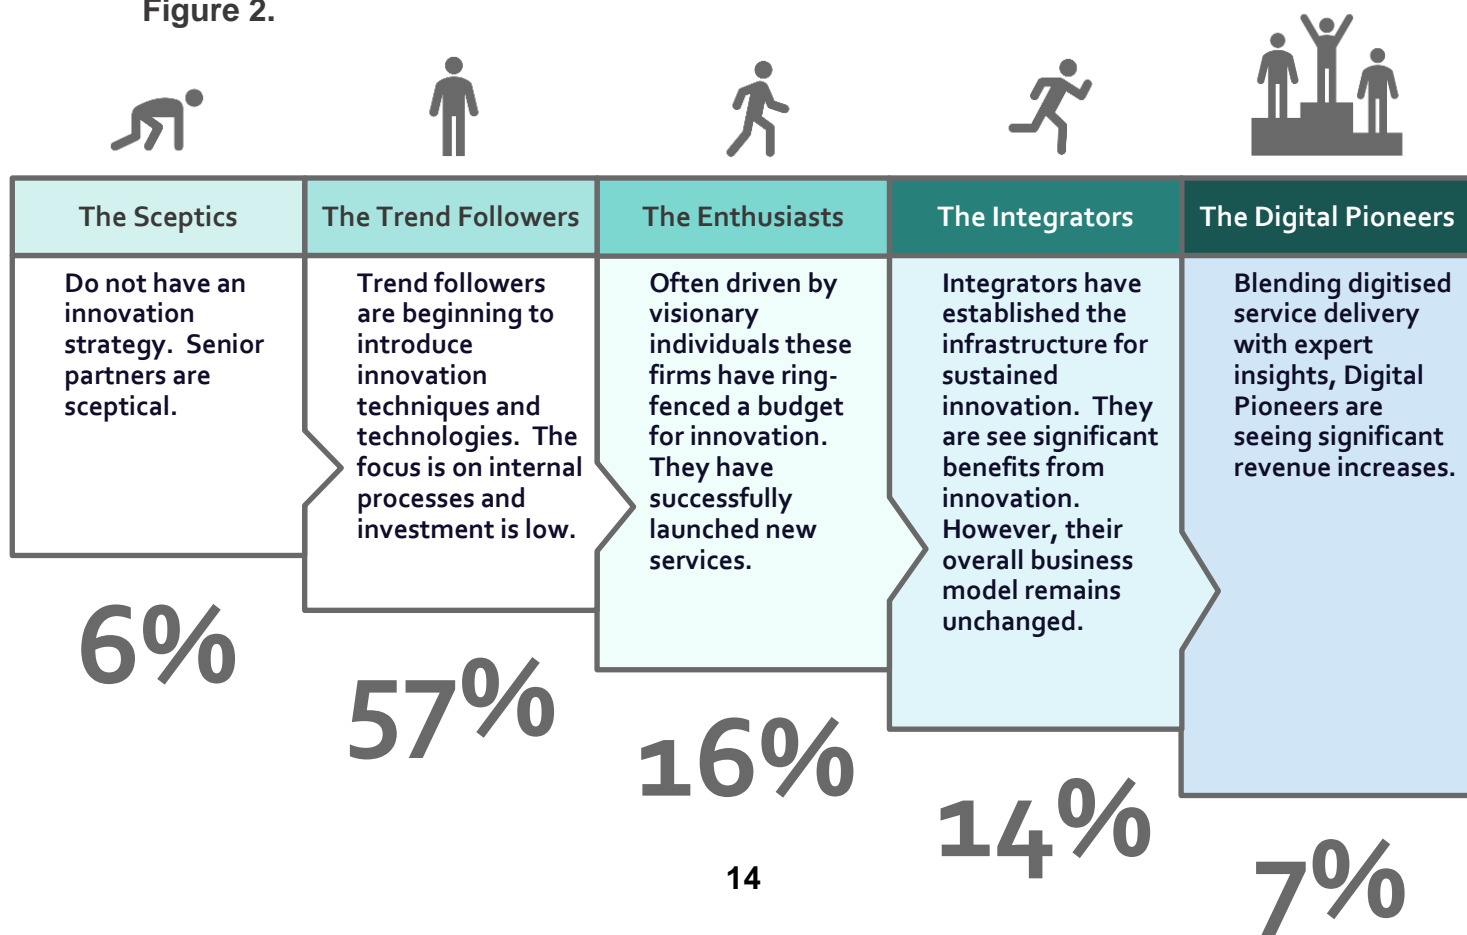 Figure 2.
The Sceptics
Do not have an
innovation
strategy.  Senior
partners are
sceptical.
6%
The Trend Followers
Trend followers
are beginning to
introduce
innovation
techniques and
technologies.  The
focus is on internal
processes and
investment is low.
57%
The Enthusiasts
Often driven by
visionary
individuals these
firms have ring-
fenced a budget
for innovation.
They have
successfully
launched new
services.
16%
The Integrators
Integrators have
established the
infrastructure for
sustained
innovation.  They
are see significant
benefits from
innovation.
However, their
overall business
model remains
unchanged.
14%
The Digital Pioneers
Blending digitised
service delivery
with expert
insights, Digital
Pioneers are
seeing significant
revenue increases.
7%
14